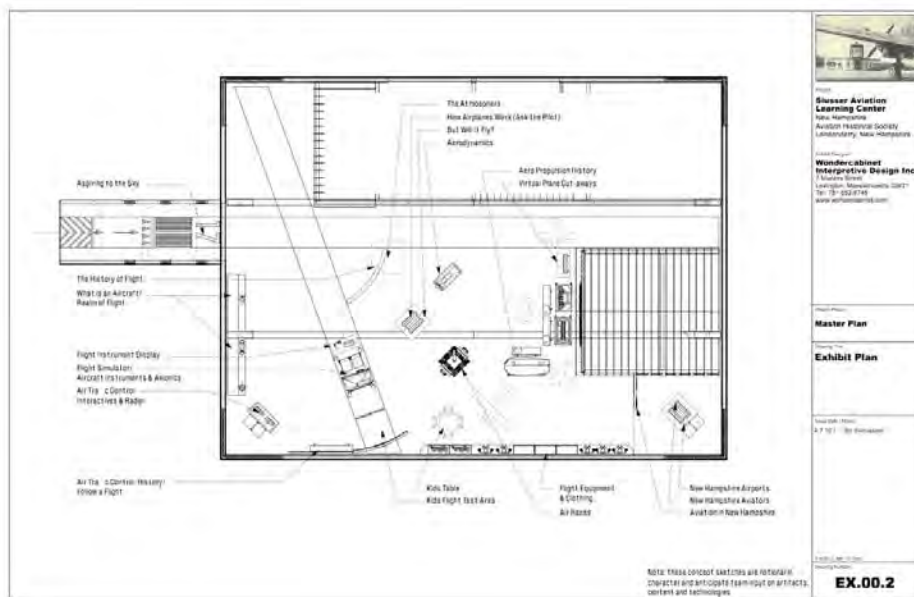 The Atmosphere
How Airplanes Work (Ask the Pilot)
But Will it Fly?
Aerodynamics
Aero Propulsion History
Virtual Plane Cut-aways
Aspiring to the Sky
The History of Flight
What is an Aircraft?
Realm of Flight
Flight Instrument Display
Flight Simulator/
Aircraft Instruments & Avionics
Air Tra c Control
Interactives & Radar
Air Tra c Control History/
Follow a Flight
Kids Table
Kids Flight Test Area
Flight Equipment
& Clothing
Air Races
New Hampshire Airports
New Hampshire Aviators
Aviation in New Hampshire
Note: these concept sketches are notional in
character and anticipate team input on artifacts,
content and technologies
Slusser Aviation
Learning Center
New Hampshire
Aviation Historical Society
Londonderry, New Hampshire
Wondercabinet
Interpretive Design Inc
Lexington, Massachusetts
Master Plan
Exhibit Plan
EX.00.2